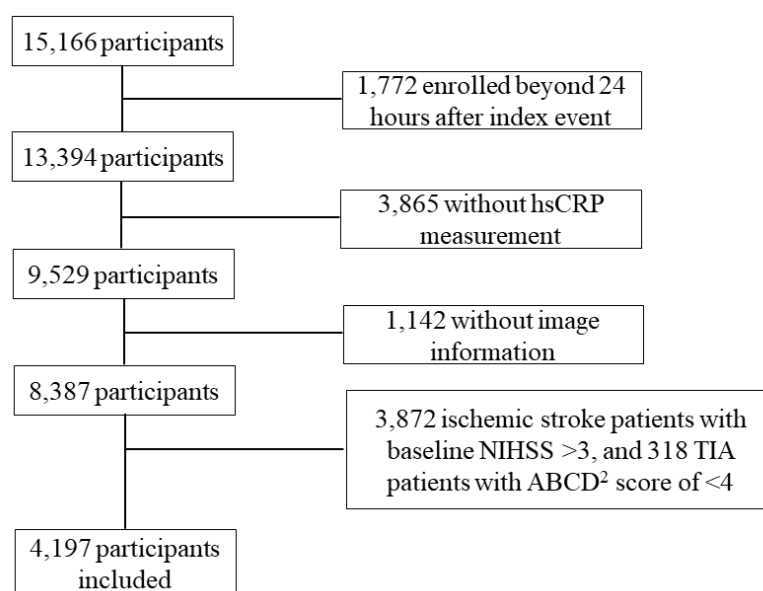 15,166 participants
1,772 enrolled beyond 24
hours after index event
13,394 participants
3,865 without hsCRP
measurement
9,529 participants
1,142 without image
information
8,387 participants
3,872 ischemic stroke patients with
baseline NIHSS >3, and 318 TIA
patients with ABCD² score of <4
4,197 participants
included